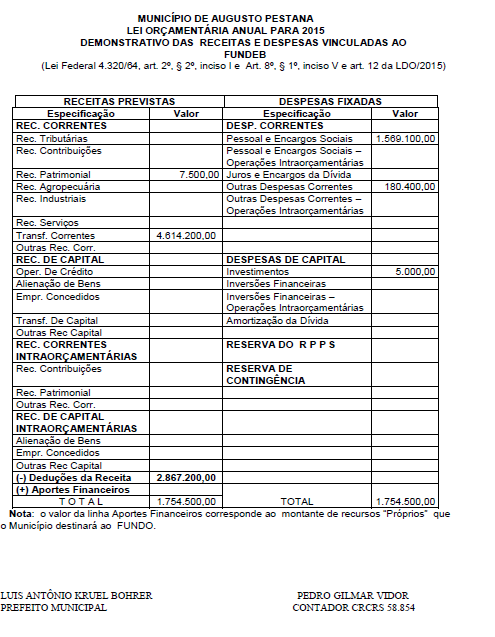 MUNICÍPIO DE AUGUSTO PESTANA
LEI ORÇAMENTÁRIA ANUAL PARA 2015
DEMONSTRATIVO DAS RECEITAS E DESPESAS VINCULADAS AO
FUNDEB
(Lei Federal 4.320/64, art. 2º, § 2º, inciso I e Art. 8º, § 1º, inciso V e art. 12 da LDO/2015)
RECEITAS PREVISTAS DESPESAS FIXADAS
Especificação Valor Especificação Valor
REC. CORRENTES DESP. CORRENTES
Rec. Tributárias Pessoal e Encargos Sociais 1.569.100,00
Rec. Contribuições Pessoal e Encargos Sociais –
Operações Intraorçamentárias
Rec. Patrimonial 7.500,00 Juros e Encargos da Dívida
Rec. Agropecuária Outras Despesas Correntes 180.400,00
Rec. Industriais Outras Despesas Correntes –
Operações Intraorçamentárias
Rec. Serviços
Transf. Correntes 4.614.200,00
Outras Rec. Corr.
REC. DE CAPITAL DESPESAS DE CAPITAL
Oper. De Crédito Investimentos 5.000,00
Alienação de Bens Inversões Financeiras
Empr. Concedidos Inversões Financeiras –
Operações Intraorçamentárias
Transf. De Capital Amortização da Dívida
Outras Rec Capital
REC. CORRENTES RESERVA DO R P P S
INTRAORÇAMENTÁRIAS
Rec. Contribuições RESERVA DE
CONTINGÊNCIA
Rec. Patrimonial
Outras Rec. Corr.
REC. DE CAPITAL
INTRAORÇAMENTÁRIAS
Alienação de Bens
Empr. Concedidos
Outras Rec Capital
(-) Deduções da Receita 2.867.200,00
(+) Aportes Financeiros
T O T A L 1.754.500,00 TOTAL 1.754.500,00
Nota: o valor da linha Aportes Financeiros corresponde ao montante de recursos "Próprios" que
o Município destinará ao FUNDO.
LUIS ANTÔNIO KRUEL BOHRER PEDRO GILMAR VIDOR
PREFEITO MUNICIPAL CONTADOR CRCRS 58.854